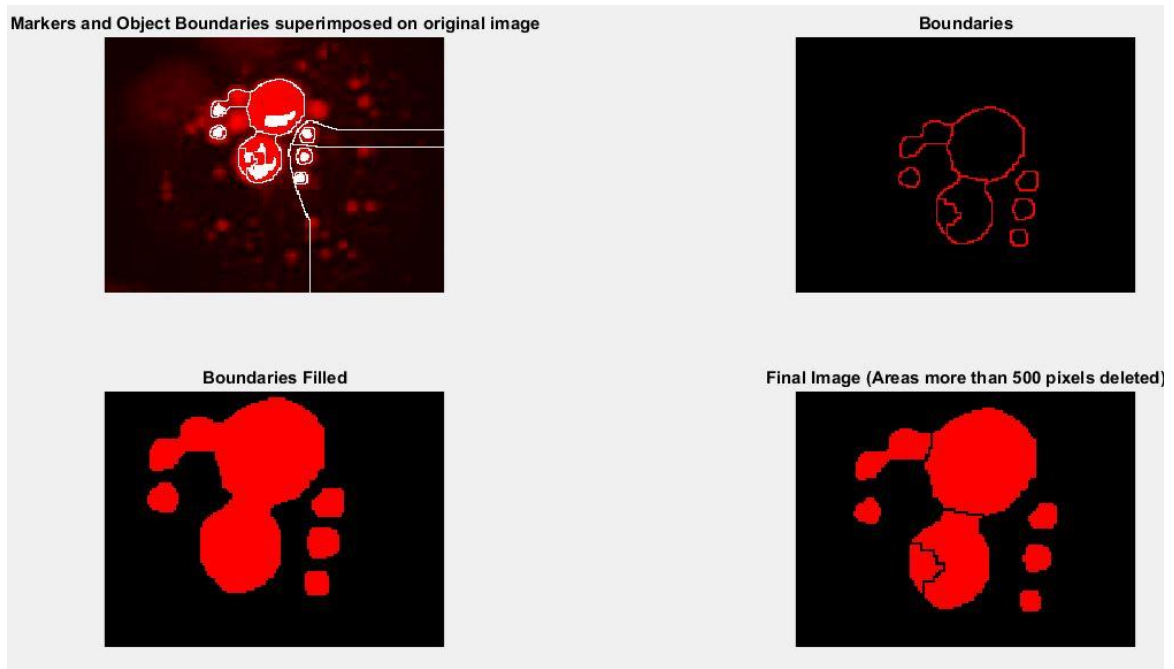 Markers and Object Boundaries superimposed on original image
Boundaries
Boundaries Filled
Final Image (Areas more than 500 pixels deleted)